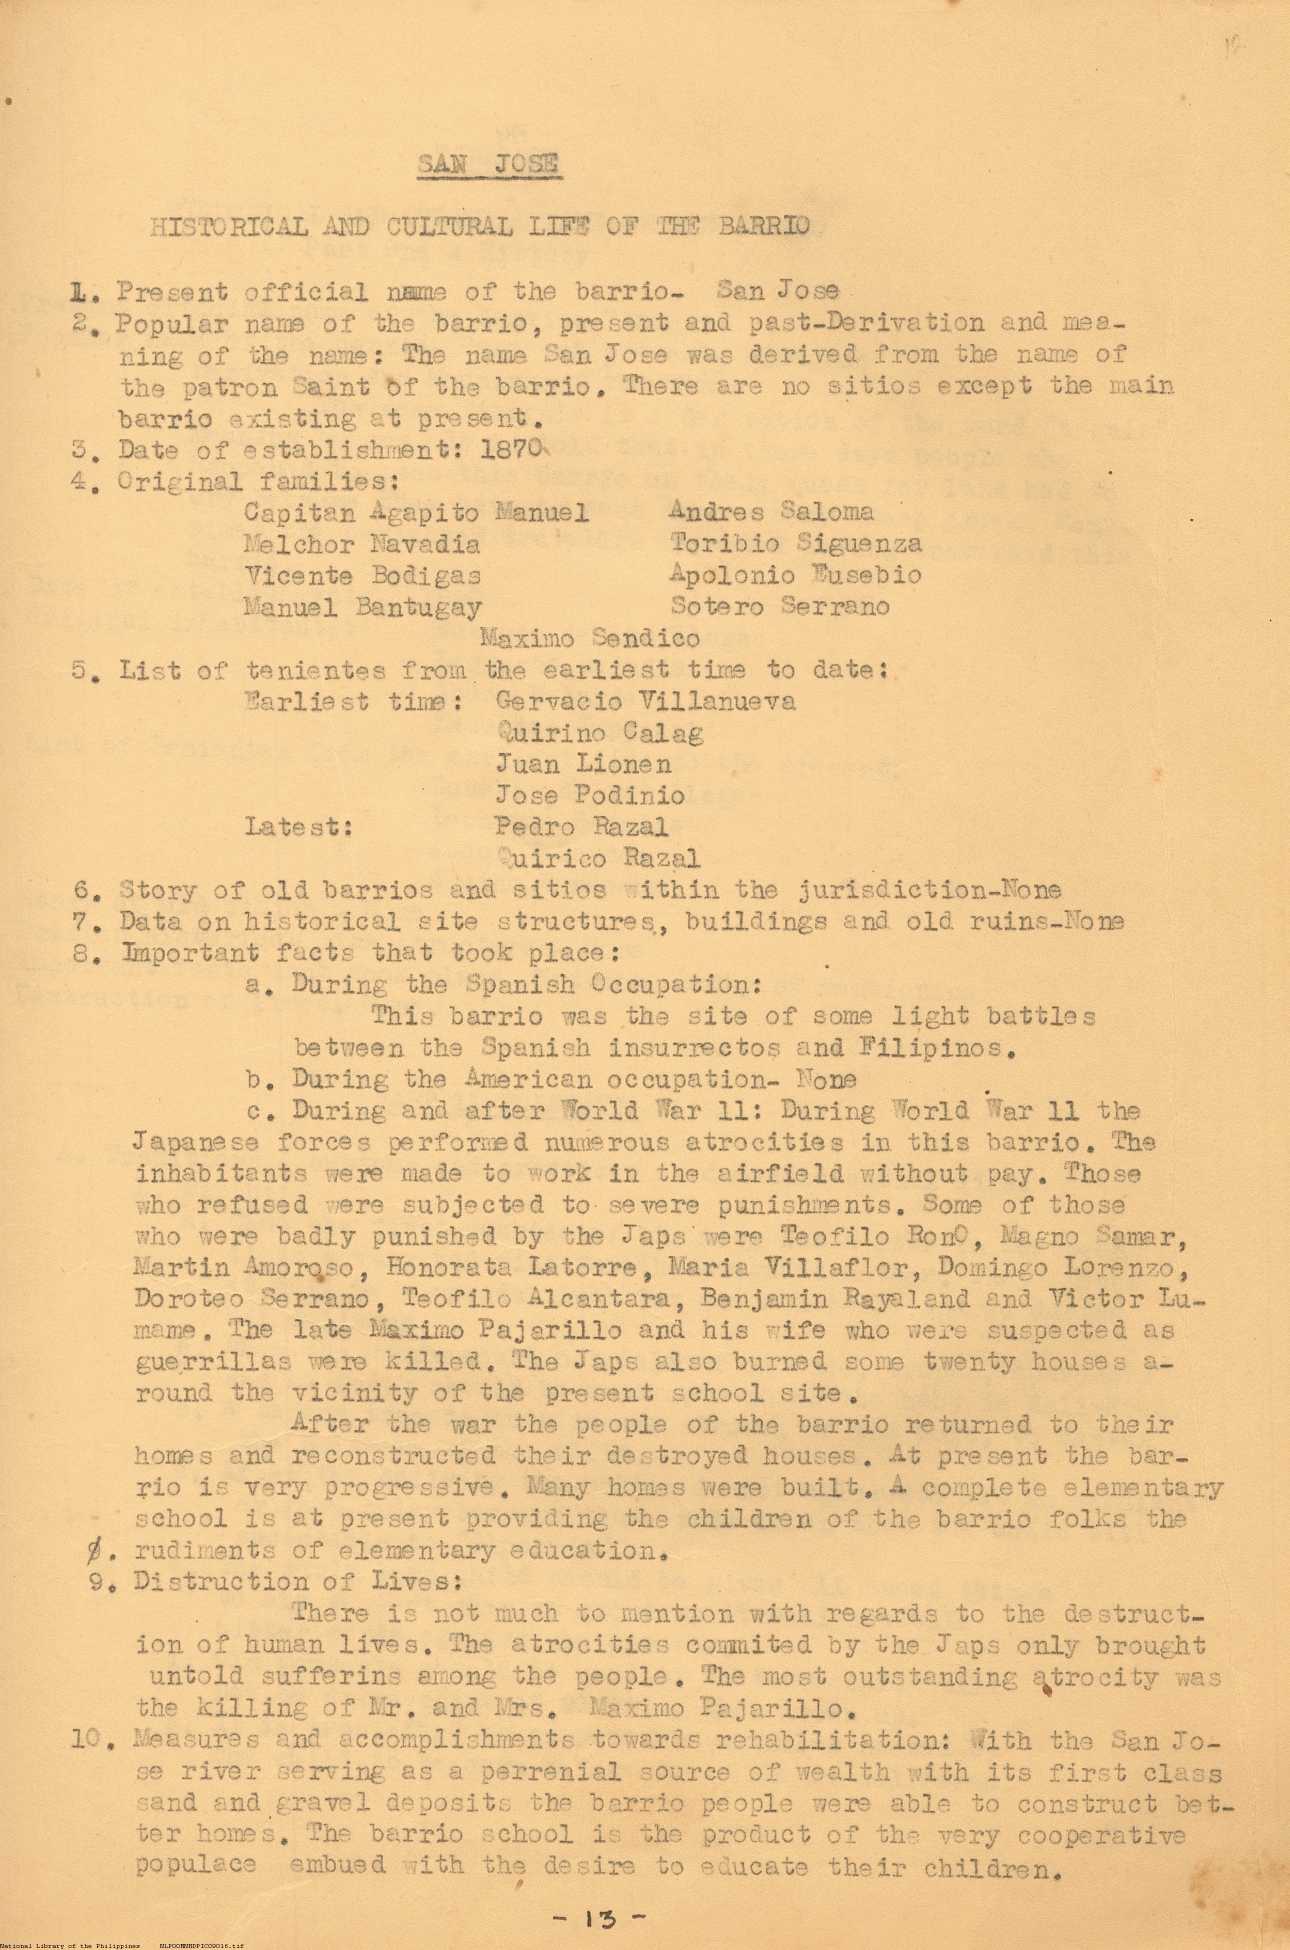 12
SAN JOSE
HISTORICAL AND CULTURAL LIFE OF THE BARRIO
1. Present official name of the barrio- San Jose
2. Popular name of the barrio, present and past-Derivation and mea-
ning of the name: The name San Jose was derived from the name of
the patron Saint of the barrio. There are no sitios except the main
barrio existing at present.
3. Date of establishment: 1870
4. Original families:
Capitan Agapito Manuel Andres Saloma
Melchor Navadia Toribio Siguenza
Vicente Bodigas Apolonio Eusebio
Manuel Bantugay Sotero Serrano
Maximo Sendico
5. List of tenientes from the earliest time to date:
Earliest time: Gervacio Villanueva
Quirino Calag
Juan Lionen
Jose Podinio
Latest: Pedro Razal
Quirico Razal
6. Story of old barrios and sitios within the jurisdiction-None
7. Data on historical site structures, buildings and old ruins-None
8. Important facts that took place:
a. During the Spanish Occupation:
This barrio was the site of some light battles
between the Spanish insurrectos and Filipinos.
b. During the American occupation- None
c. During and after World War 11: During World War 11 the
Japanese forces performed numerous atrocities in this barrio. The
inhabitants were made to work in the airfield without pay. Those
who refused were subjected to severe punishments. Some of those
who were badly punished by the Japs were Teofilo RonO, Magno Samar,
Martin Amoroso, Honorata Latorre, Maria Villaflor, Domingo Lorenzo,
Doroteo Serrano, Teofilo Alcantara, Benjamin Rayaland and Victor Lu-
mame. The late Maximo Pajarillo and his wife who were suspected as
guerrillas were killed. The Japs also burned some twenty houses a-
round the vicinity of the present school site.
After the war the people of the barrio returned to their
homes and reconstructed their destroyed houses. At present the bar-
rio is very progressive. Many homes were built. A complete elementary
school is at present providing the children of the barrio folks the
rudiments of elementary education.
9. Distruction of Lives:
There is not much to mention with regards to the destruct-
ion of human lives. The atrocities commited by the Japs only brought
untold sufferins among the people. The most outstanding atrocity was
the killing of Mr. and Mrs. Maximo Pajarillo.
10. Measures and accomplishments towards rehabilitation: With the San Jo-
se river serving as a perrenial source of wealth with its first class
sand and gravel deposits the barrio people were able to construct bet-
ter homes. The barrio school is the product of the very cooperative
populace embued with the desire to educate their children.
- 13 -
National Library of the Philippines NLPOOMNHDPIC09016.tif